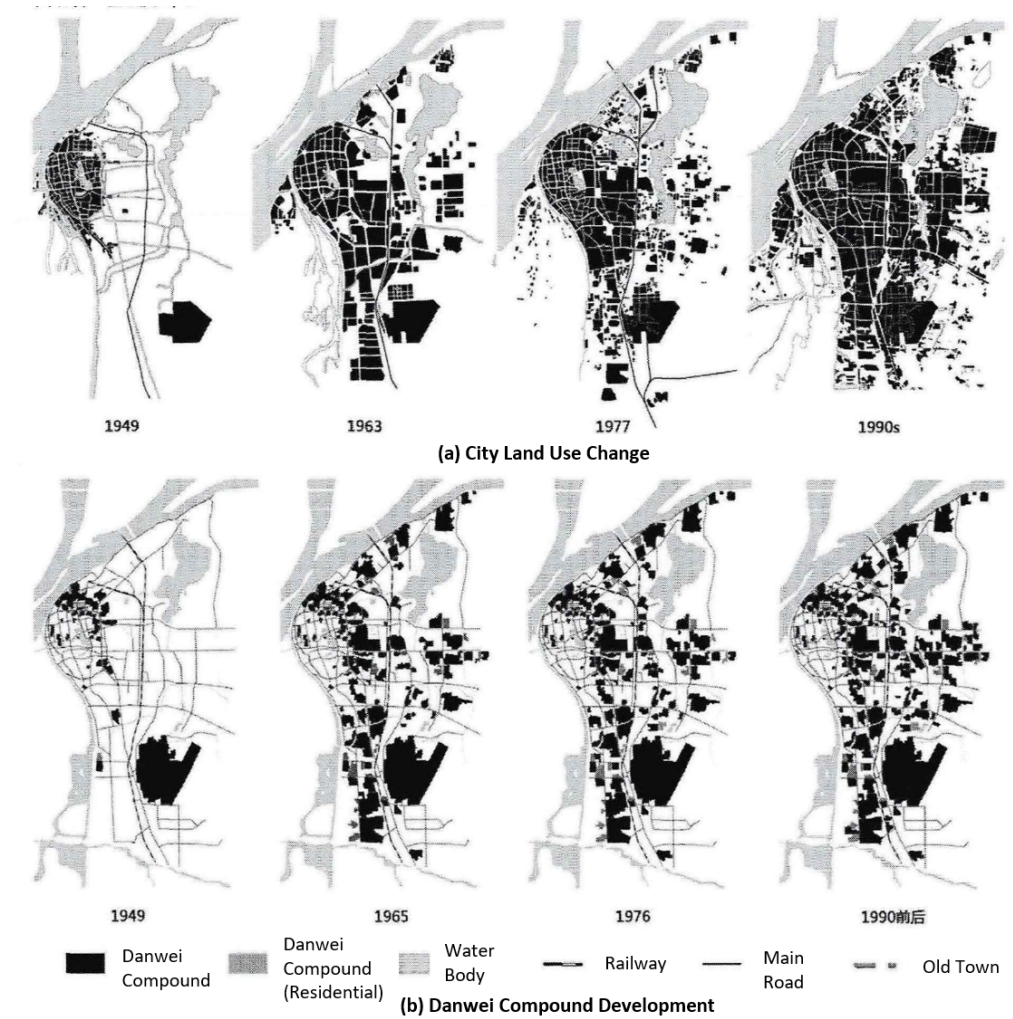 1949
1963
1977
1990s
(a) City Land Use Change
1949
1965
1976
1990前后
Danwei
Compound
Danwei
Compound
(Residential)
Water
Body
Railway
Main
Road
Old Town
(b) Danwei Compound Development